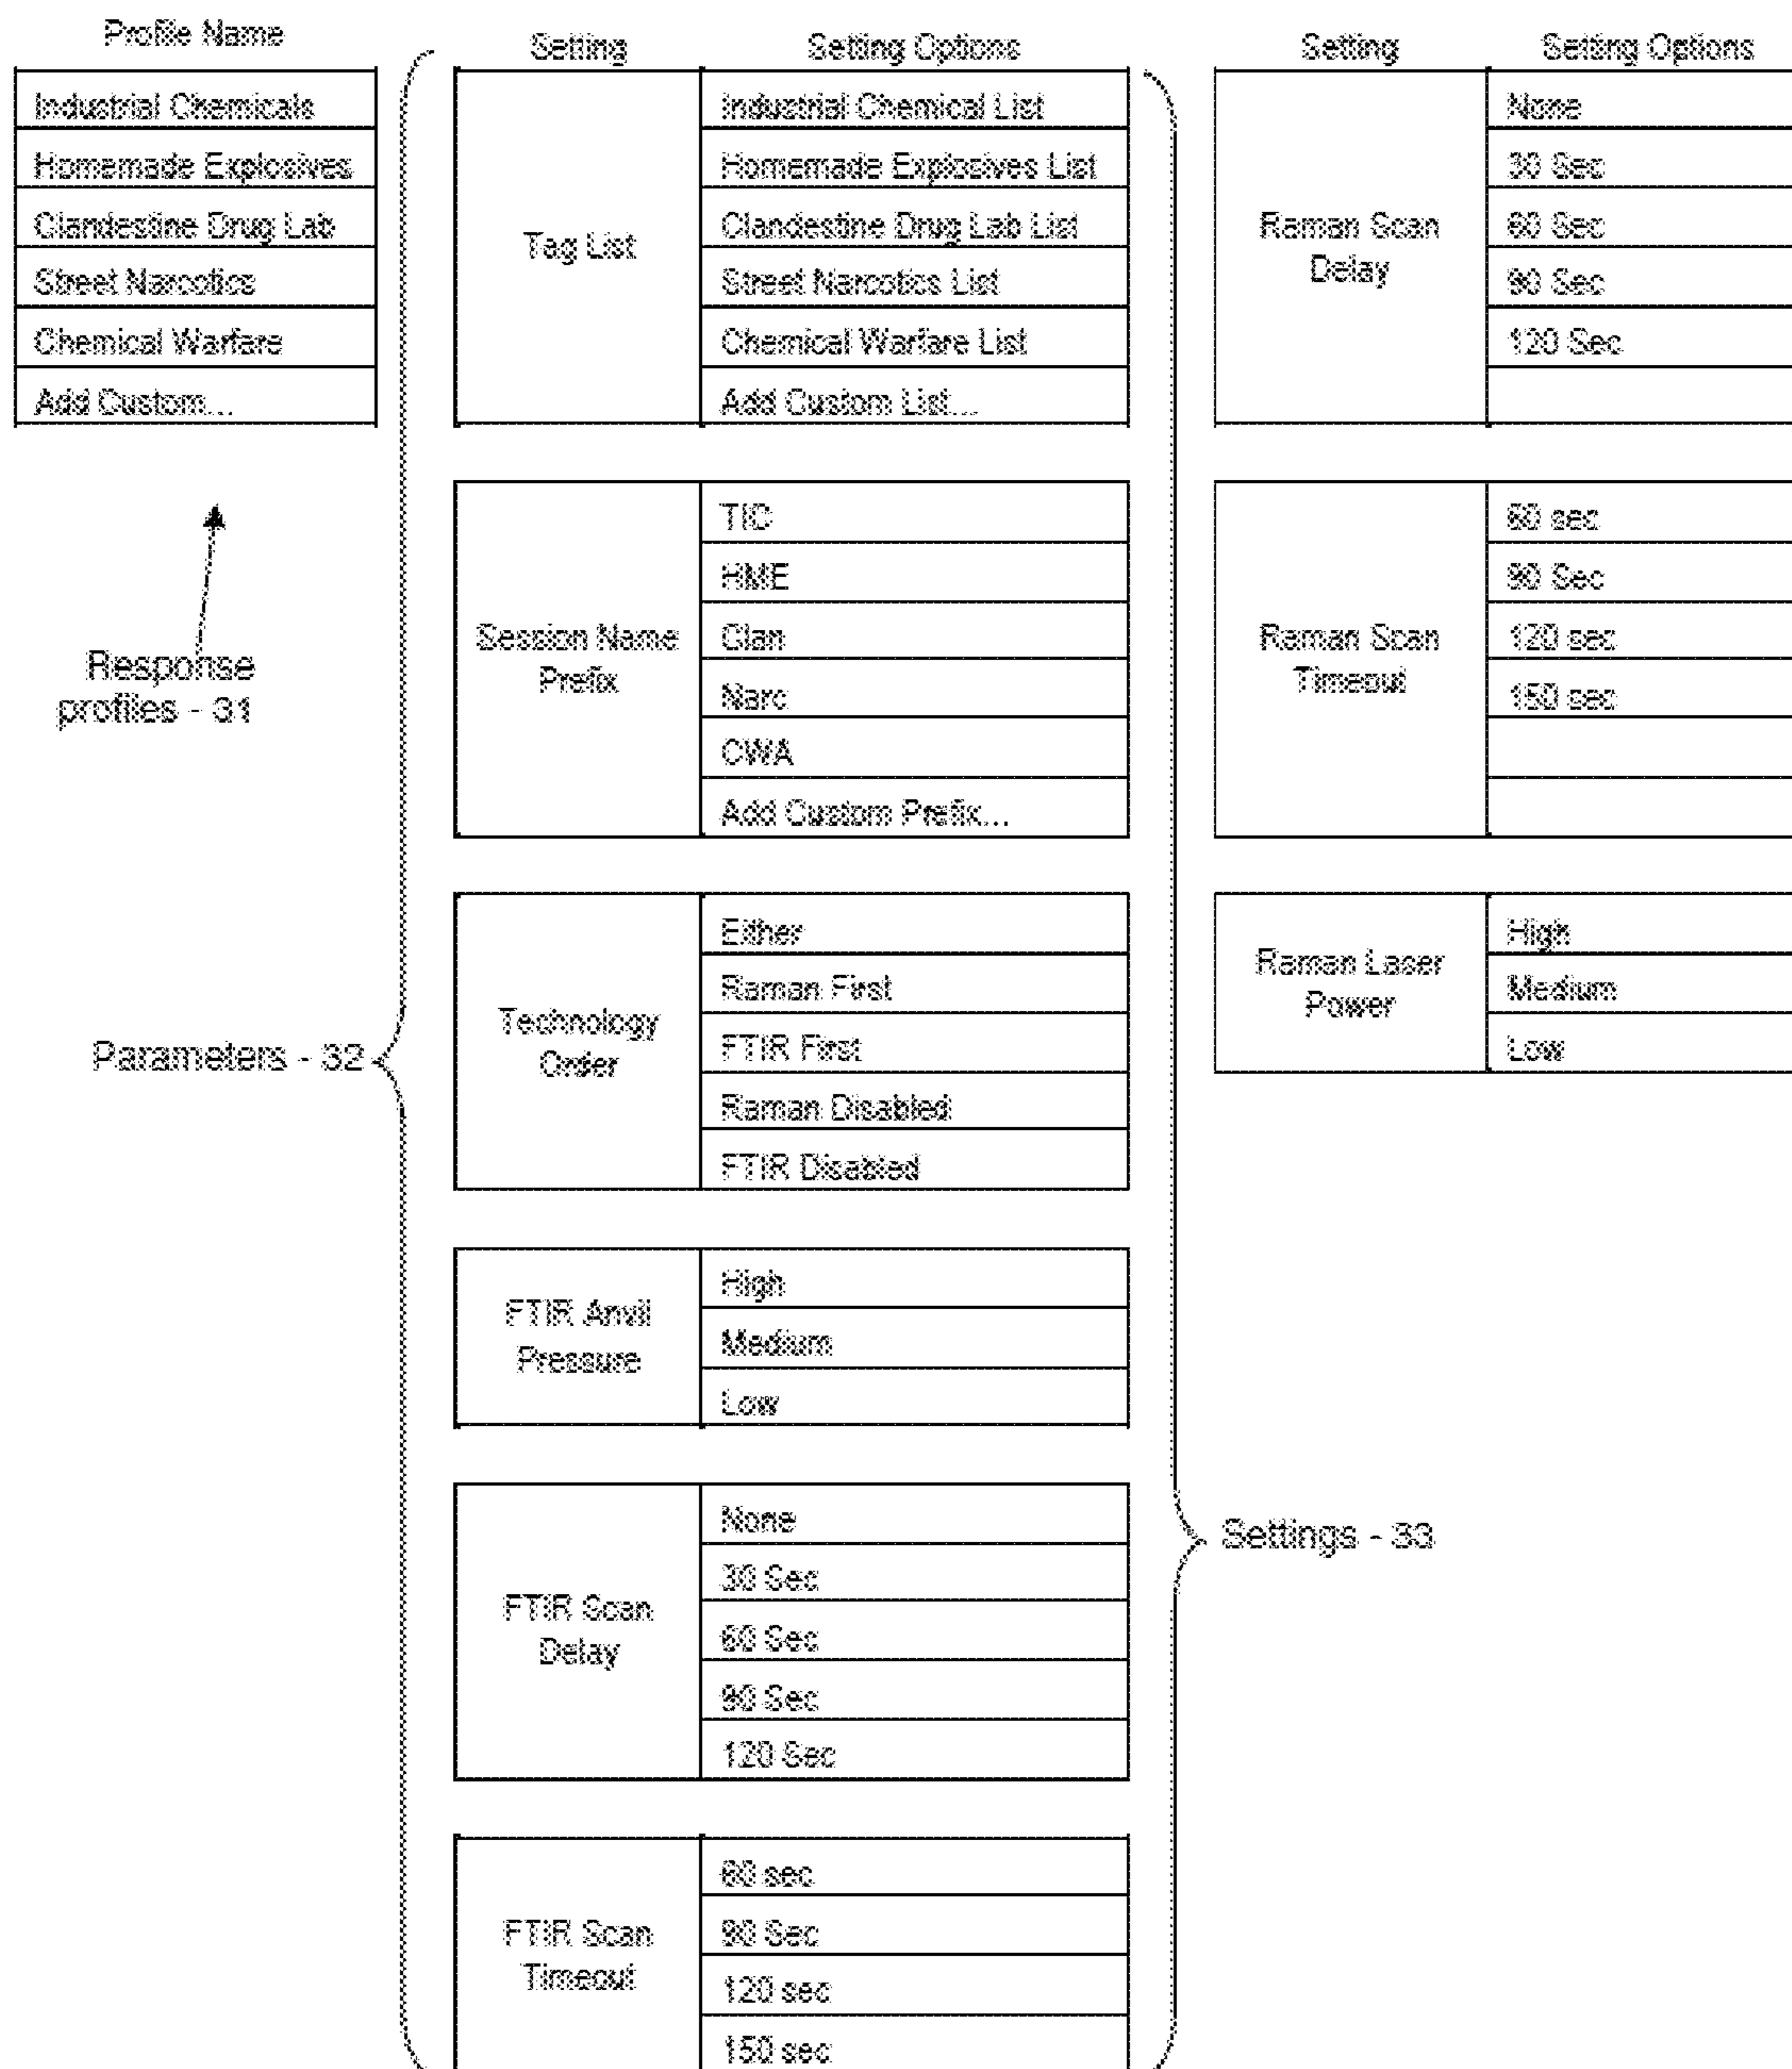 Profile Name
Industrial Chemicals
Homemade Explosives
Clandestine Drug Lab
Street Narcotics
Chemical Warfare
Add Custom...
Response
profiles - 31
Parameters - 32
Setting Setting Options
Tag List
Industrial Chemical List
Homemade Explosives List
Clandestine Drug Lab List
Street Narcotics List
Chemical Warfare List
Add Custom List...
Session Name
Prefix
TIC
HME
Clan
Narc
CWA
Add Custom Prefix...
Technology
Order
Either
Raman First
FTIR First
Raman Disabled
FTIR Disabled
FTIR Anvil
Pressure
High
Medium
Low
FTIR Scan
Delay
None
30 Sec
60 Sec
90 Sec
120 Sec
FTIR Scan
Timeout
60 sec
90 Sec
120 sec
150 sec
Settings - 33
Setting Setting Options
Raman Scan
Delay
None
30 Sec
60 Sec
90 Sec
120 Sec
Raman Scan
Timeout
60 sec
90 Sec
120 sec
150 sec
Raman Laser
Power
High
Medium
Low